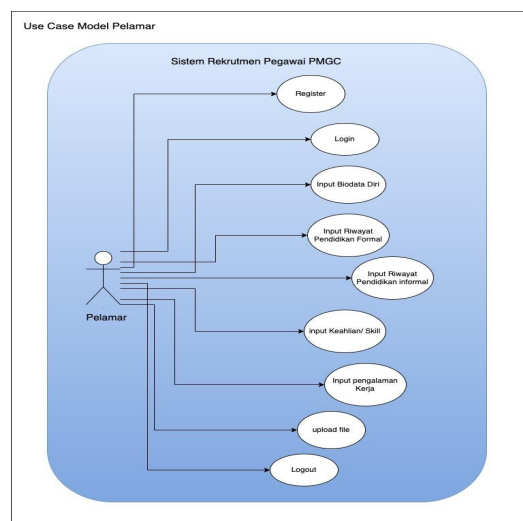 Use Case Model Pelamar
Sistem Rekrutmen Pegawai PMGC
Register
Login
Input Biodata Diri
Input Riwayat
Pendidikan Formal
Input Riwayat
Pendidikan informal
Pelamar
input Keahlian/ Skill
Input pengalaman
Kerja
upload file
Logout